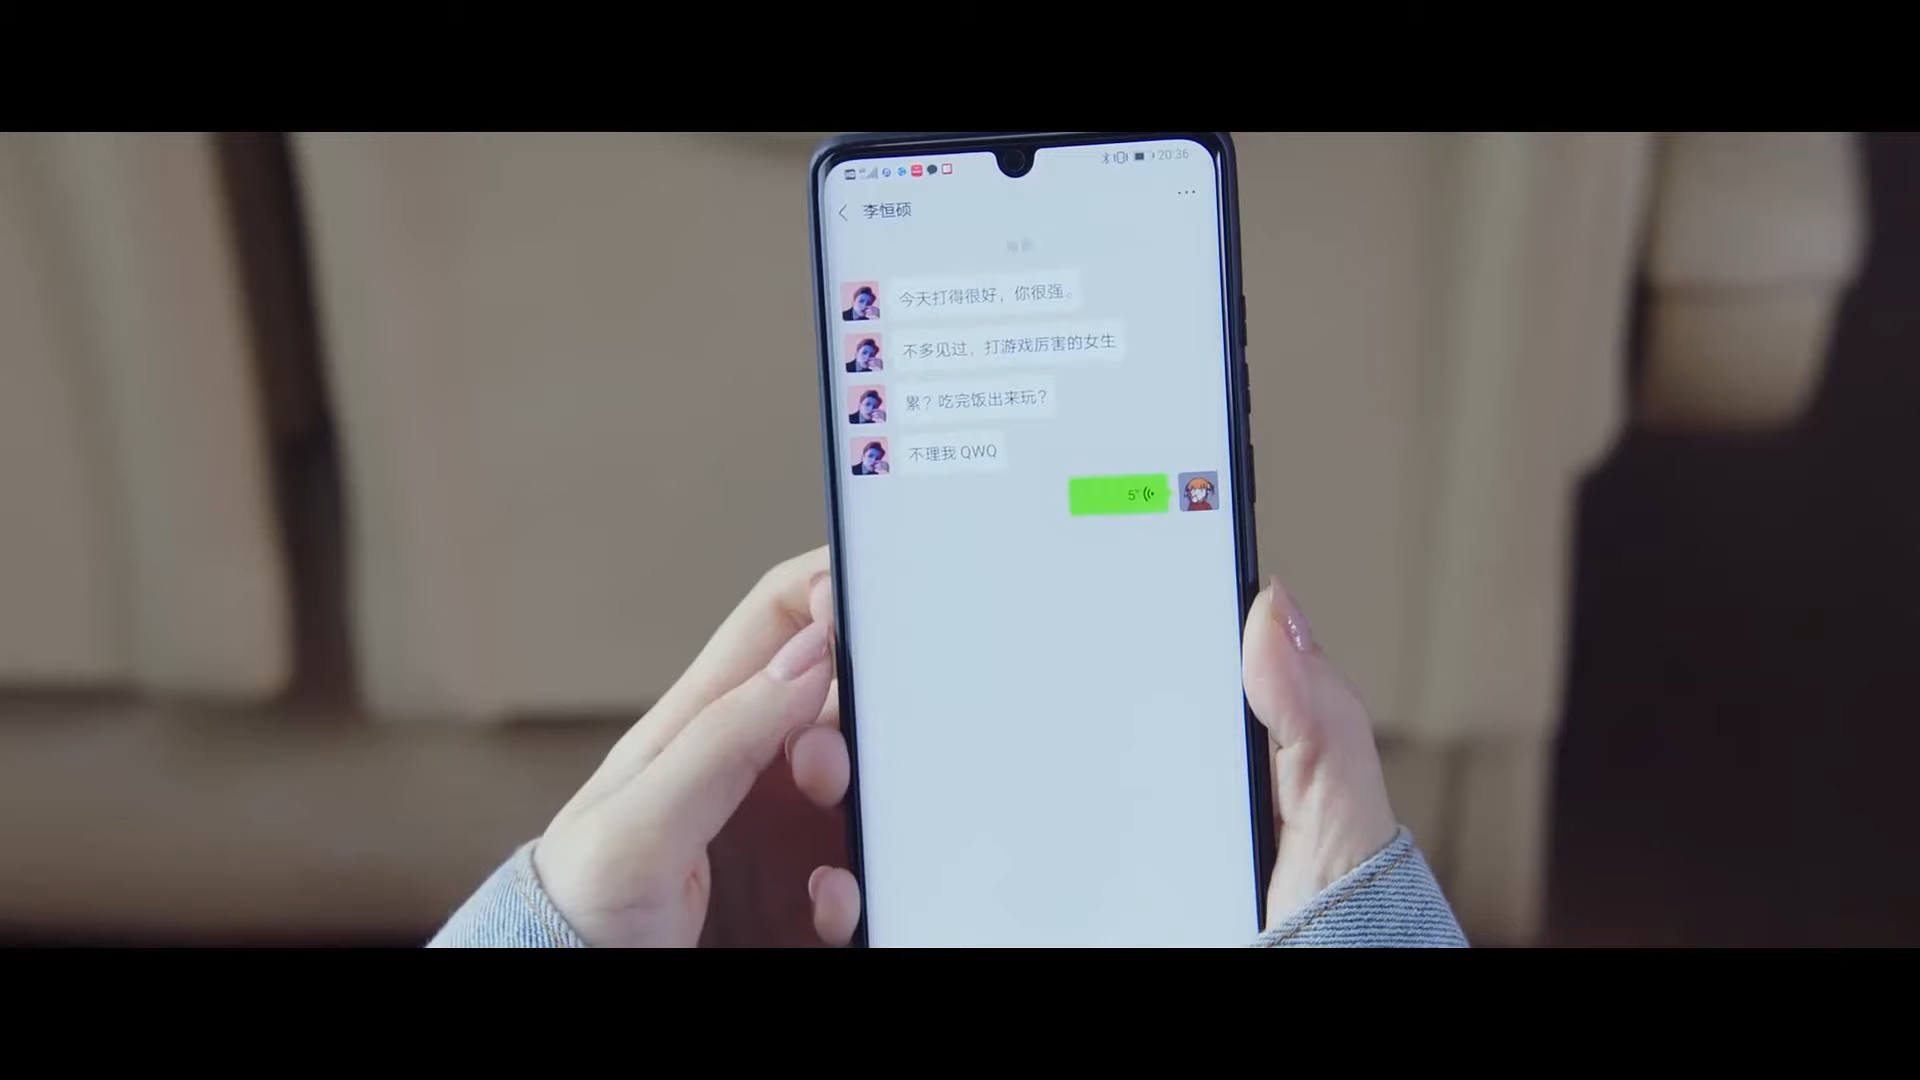 20:36
李恒硕
今天打得很好，你很强。
不多见过，打游戏厉害的女生
累？吃完饭出来玩？
不理我 QWQ
5"